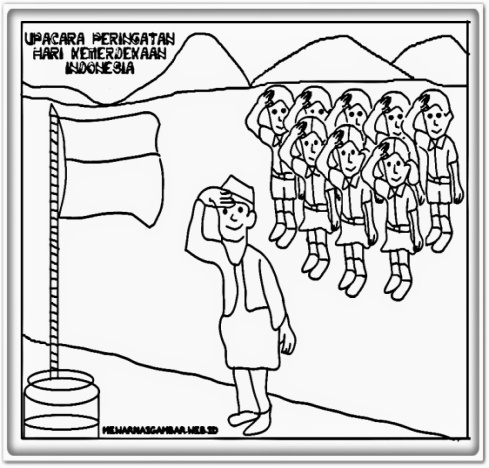 UPACARA PERINGATAN
HARI KEMERDEKAAN
INDONESIA
MEWARNAIGAMBAR.WEB.ID